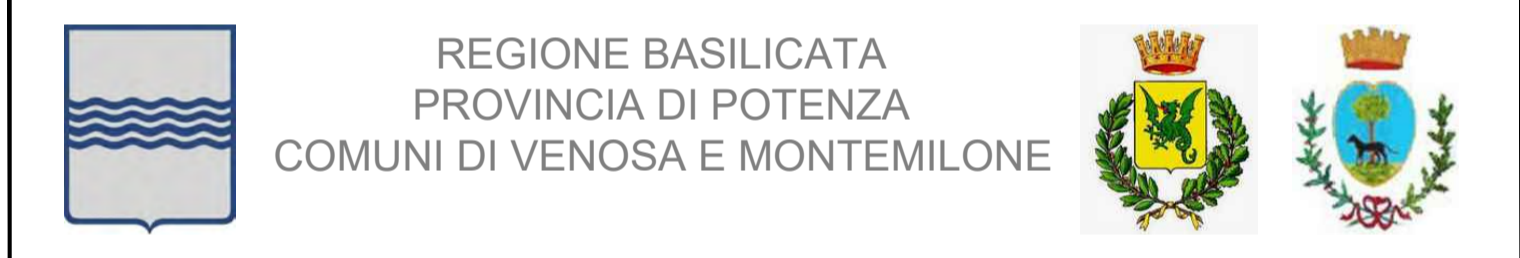 REGIONE BASILICATA
PROVINCIA DI POTENZA
COMUNI DI VENOSA E MONTEMILONE